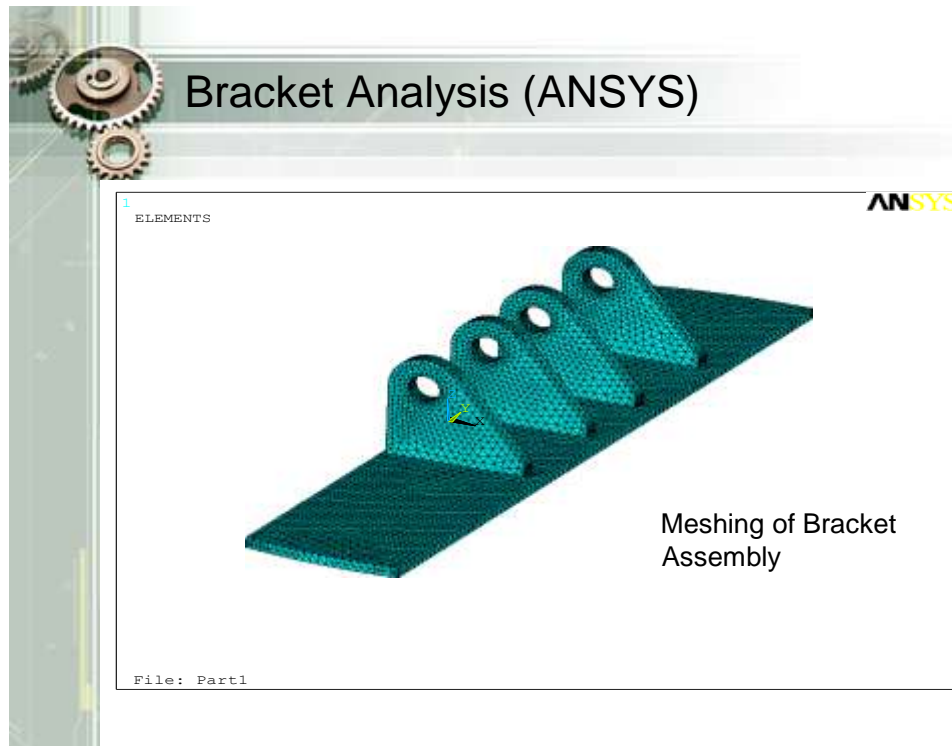 Bracket Analysis (ANSYS)
1
ELEMENTS
ANSYS
Y
X
Meshing of Bracket
Assembly
File: Part1